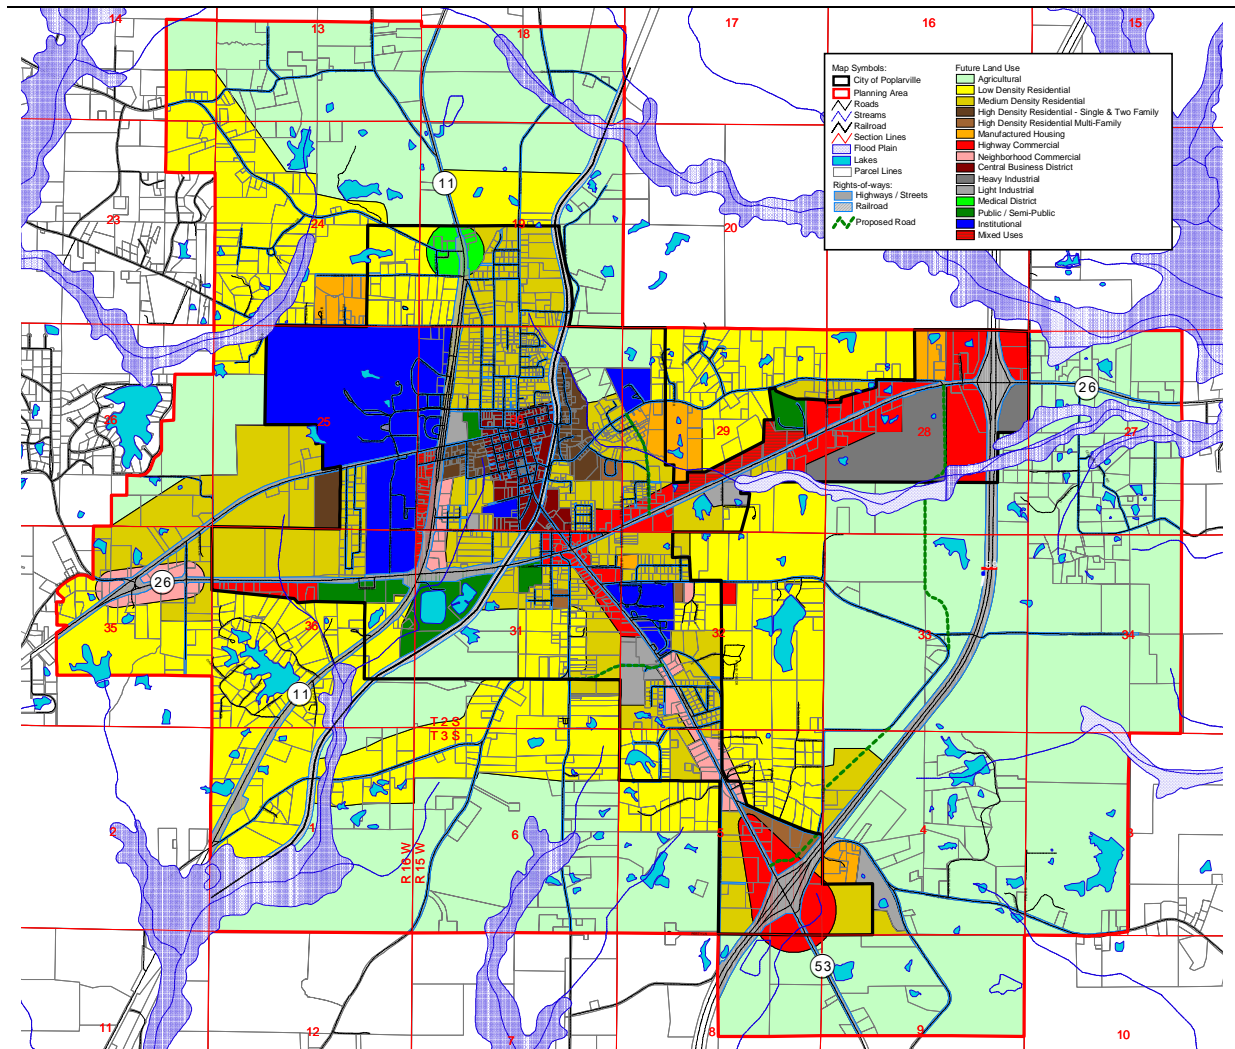 14
13
18
17
16
15
Map Symbols:
City of Poplarville
Planning Area
Roads
Streams
Railroad
Section Lines
Flood Plain
Lakes
Parcel Lines
Rights-of-ways:
Highways / Streets
Railroad
Proposed Road
Future Land Use
Agricultural
Low Density Residential
Medium Density Residential
High Density Residential - Single & Two Family
High Density Residential Multi-Family
Manufactured Housing
Highway Commercial
Neighborhood Commercial
Central Business District
Heavy Industrial
Light Industrial
Medical District
Public / Semi-Public
Institutional
Mixed Uses
11
23
24
19
20
26
26
25
29
28
27
26
35
36
31
32
33
34
11
T 2 S
T 3 S
2
1
6
5
4
3
R 16 W
R 15 W
53
11
12
7
8
9
10